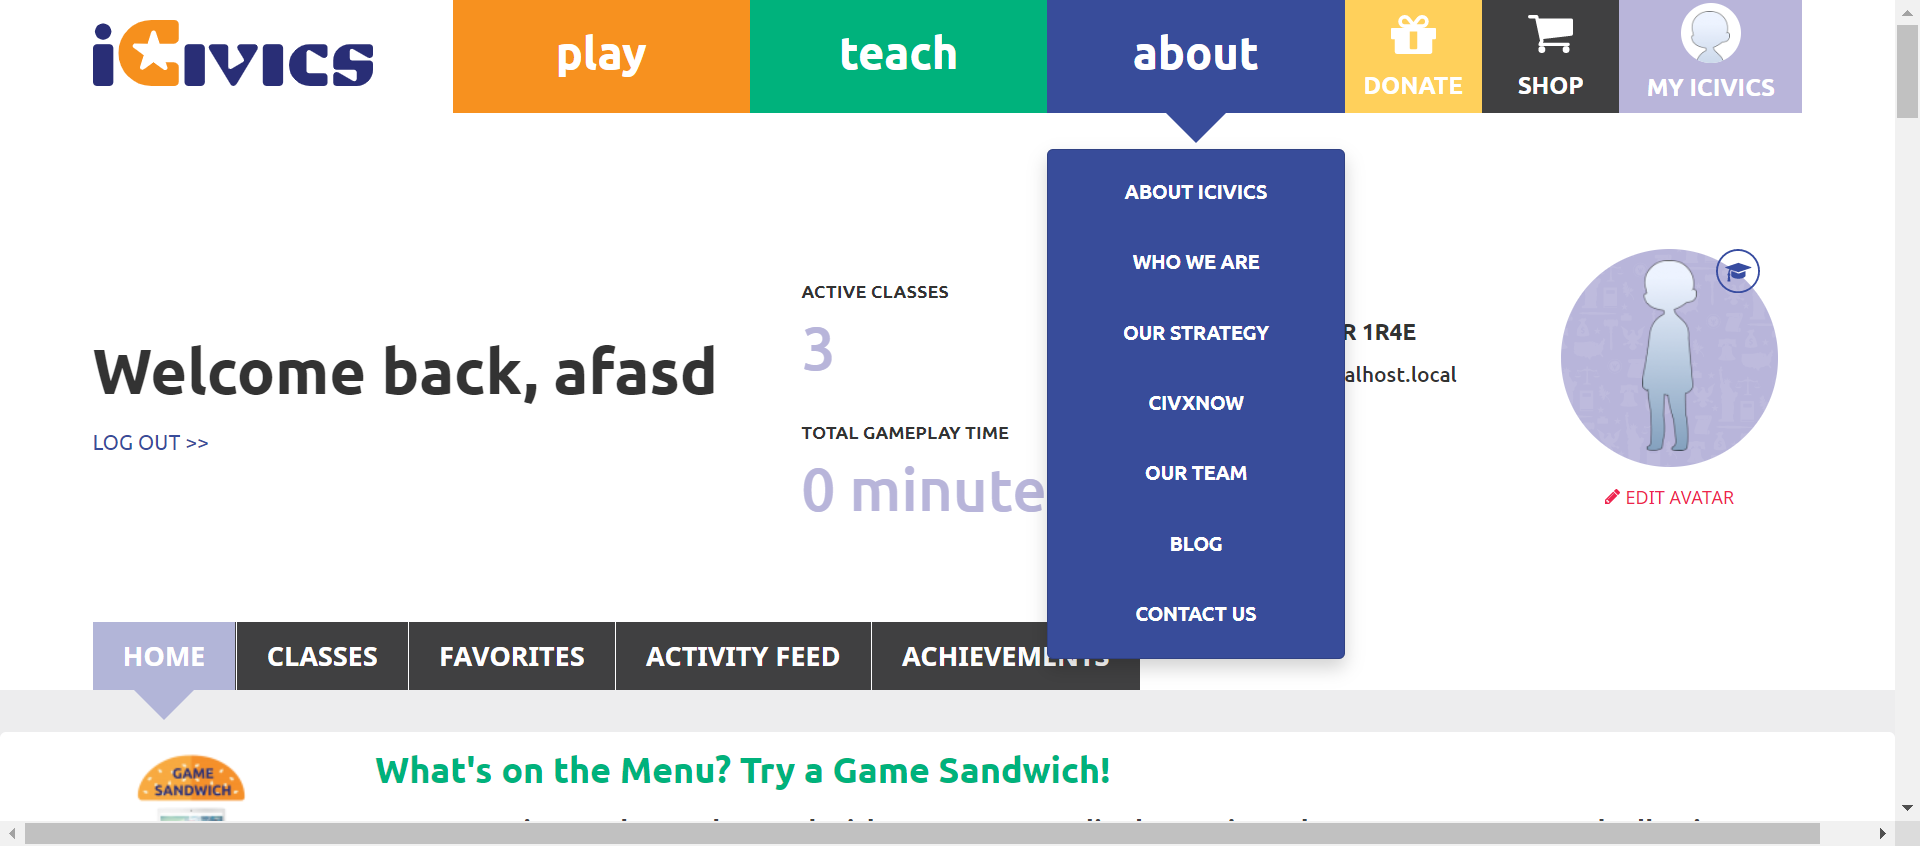 iCivics
play
teach
about
DONATE
SHOP
MY ICIVICS
ABOUT ICIVICS
WHO WE ARE
OUR STRATEGY
CIVXNOW
OUR TEAM
BLOG
CONTACT US
Welcome back, afasd
LOG OUT >>
ACTIVE CLASSES
3
TOTAL GAMEPLAY TIME
0 minute
R 1R4E
alhost.local
EDIT AVATAR
HOME
CLASSES
FAVORITES
ACTIVITY FEED
ACHIEVEMENTS
GAME
SANDWICH
What's on the Menu? Try a Game Sandwich!